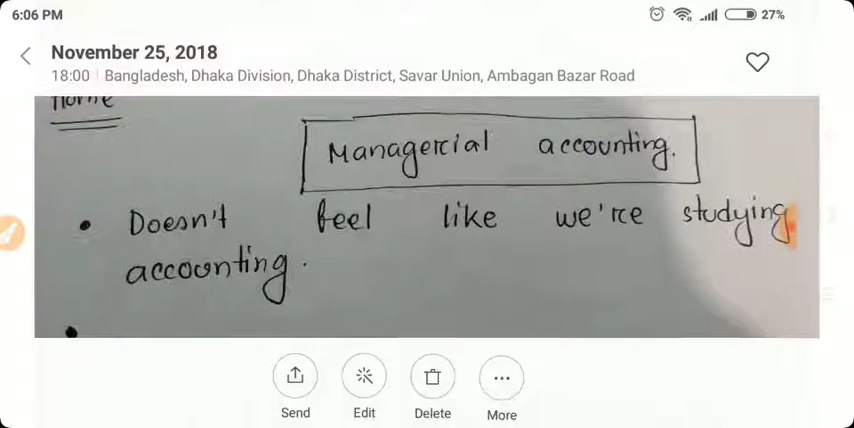 6:06 PM 27%
November 25, 2018
18:00 | Bangladesh, Dhaka Division, Dhaka District, Savar Union, Ambagan Bazar Road
Home
Managercial accounting.
• Doesn't feel like we're studying
accounting.
•
Send Edit Delete More